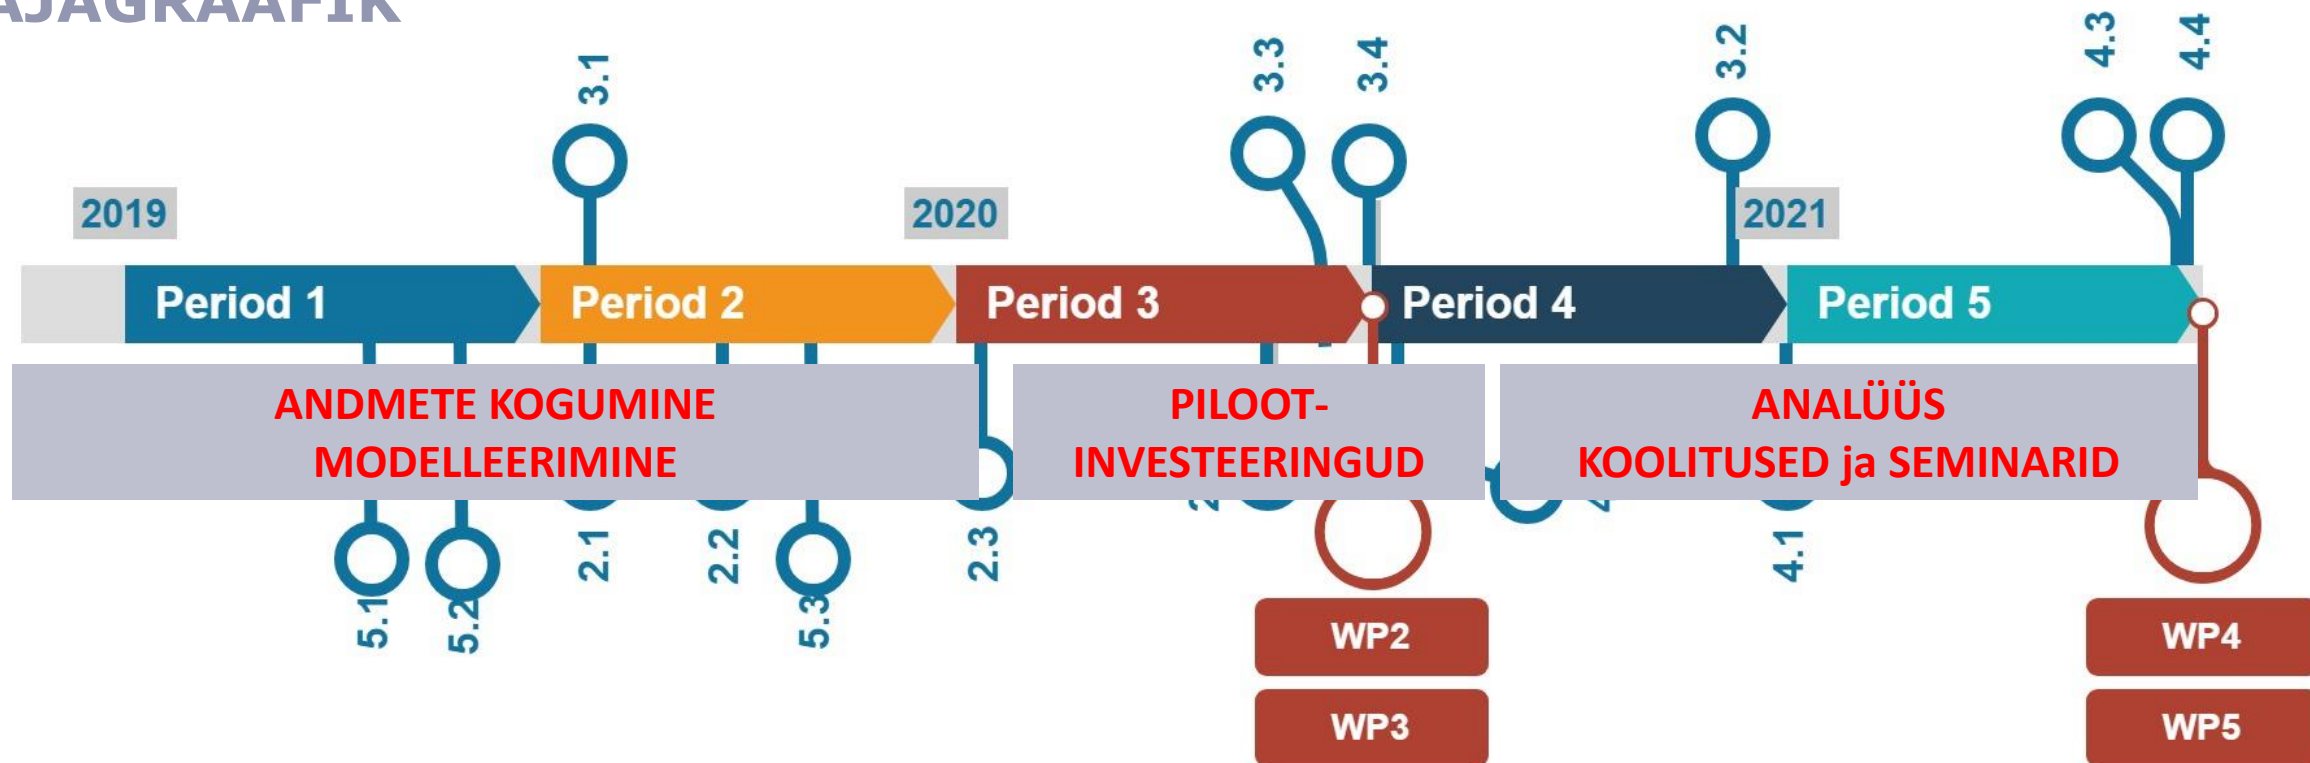 AJAGRAAFIK
3.1
3.3
3.4
3.2
4.3
4.4
2019
2020
2021
Period 1
Period 2
Period 3
Period 4
Period 5
ANDMETE KOGUMINE
MODELLEERIMINE
PILOOT-
INVESTEERINGUD
ANALÜÜS
KOOLITUSED ja SEMINARID
5.1
5.2
2.1
2.2
5.3
2.3
4.1
WP2
WP3
WP4
WP5